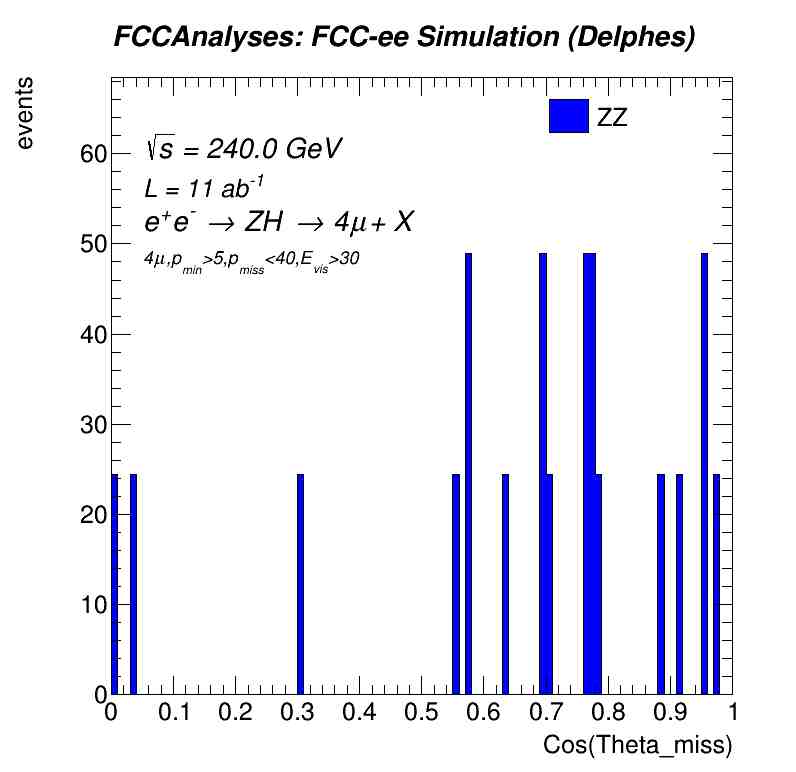 FCCAnalyses: FCC-ee Simulation (Delphes)
events
ZZ
√s = 240.0 GeV
L = 11 ab⁻¹
e⁺e⁻ → ZH → 4μ + X
4μ,p_min>5,p_miss<40,E_vis>30
60
50
40
30
20
10
0
0 0.1 0.2 0.3 0.4 0.5 0.6 0.7 0.8 0.9 1
Cos(Theta_miss)